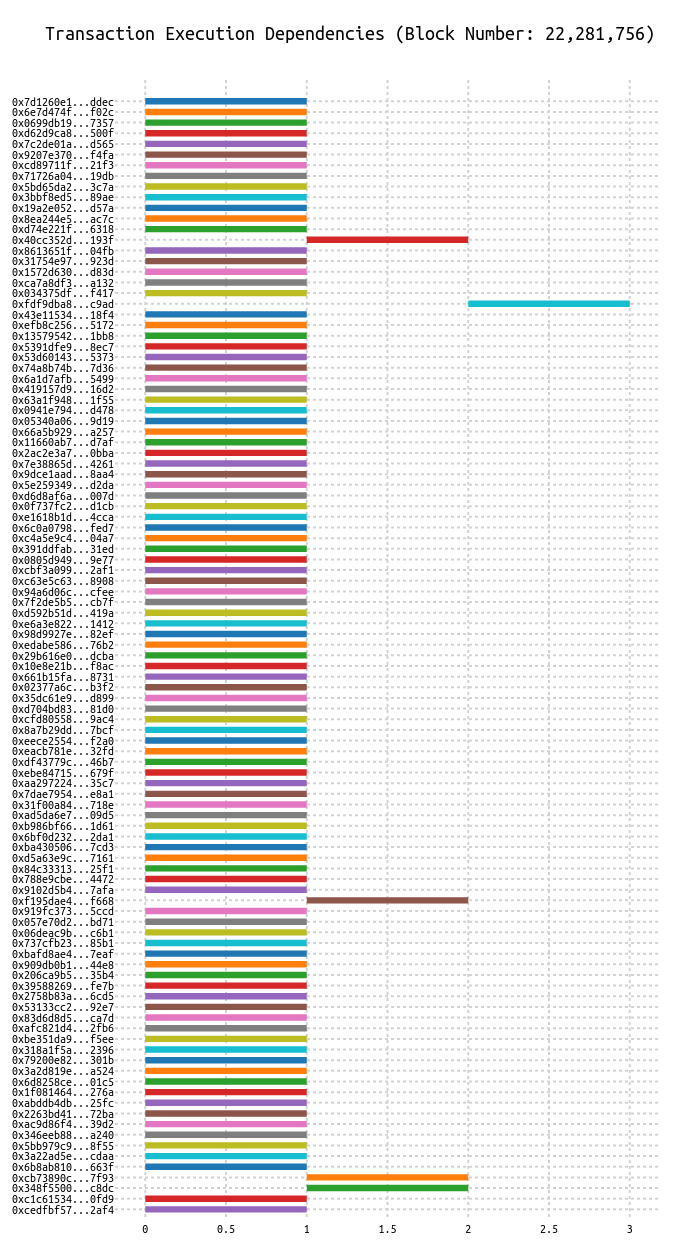 Transaction Execution Dependencies (Block Number: 22,281,756)
0x7d1260e1...ddec
0x6e7d474f...f02c
0x0699db19...7357
0xd62d9ca8...500f
0x7c2de01a...d565
0x9207e370...f4fa
0xcd89711f...21f3
0x71726a04...19db
0x5bd65da2...3c7a
0x3bbf8ed5...89ae
0x19a2e052...d57a
0x8ea244e5...ac7c
0xd74e221f...6318
0x40cc352d...193f
0x8613651f...04fb
0x31754e97...923d
0x1572d630...d83d
0xca7a8df3...a132
0x034375df...f417
0xfdf9dba8...c9ad
0x43e11534...18f4
0xefb8c256...5172
0x13579542...1bb8
0x5391dfe9...8ec7
0x53d60143...5373
0x74a8b74b...7d36
0x6a1d7afb...5499
0x419157d9...16d2
0x63a1f948...1f55
0x0941e794...d478
0x05340a06...9d19
0x66a5b929...a257
0x11660ab7...d7af
0x2ac2e3a7...0bba
0x7e38865d...4261
0x9dce1aad...8aa4
0x5e259349...d2da
0xd6d8af6a...007d
0x0f737fc2...d1cb
0xe1618b1d...4cca
0x6c0a0798...fed7
0xc4a5e9c4...04a7
0x391ddfab...31ed
0x0805d949...9e77
0xcbf3a099...2af1
0xc63e5c63...8908
0x94a6d06c...cfee
0x7f2de5b5...cb7f
0xd592b51d...419a
0xe6a3e822...1412
0x98d9927e...82ef
0xedabe586...76b2
0x29b616e0...dcba
0x10e8e21b...f8ac
0x661b15fa...8731
0x02377a6c...b3f2
0x35dc61e9...d899
0xd704bd83...81d0
0xcfd80558...9ac4
0x8a7b29dd...7bcf
0xeece2554...f2a0
0xeacb781e...32fd
0xdf43779c...46b7
0xebe84715...679f
0xaa297224...35c7
0x7dae7954...e8a1
0x31f00a84...718e
0xad5da6e7...09d5
0xb986bf66...1d61
0x6bf0d232...2da1
0xba430506...7cd3
0xd5a63e9c...7161
0x84c33313...25f1
0x788e9cbe...4472
0x9102d5b4...7afa
0xf195dae4...f668
0x919fc373...5ccd
0x057e70d2...bd71
0x06deac9b...c6b1
0x737cfb23...85b1
0xbafd8ae4...7eaf
0x909db0b1...44e8
0x206ca9b5...35b4
0x39588269...fe7b
0x2758b83a...6cd5
0x53133cc2...92e7
0x83d6d8d5...ca7d
0xafc821d4...2fb6
0xbe351da9...f5ee
0x318a1f5a...2396
0x79200e82...301b
0x3a2d819e...a524
0x6d8258ce...01c5
0x1f081464...276a
0xabddb4db...25fc
0x2263bd41...72ba
0xac9d86f4...39d2
0x346eeb88...a240
0x5bb979c9...8f55
0x3a22ad5e...cdaa
0x6b8ab810...663f
0xcb73890c...7f93
0x348f5500...c8dc
0xc1c61534...0fd9
0xcedfbf57...2af4
0 0.5 1 1.5 2 2.5 3